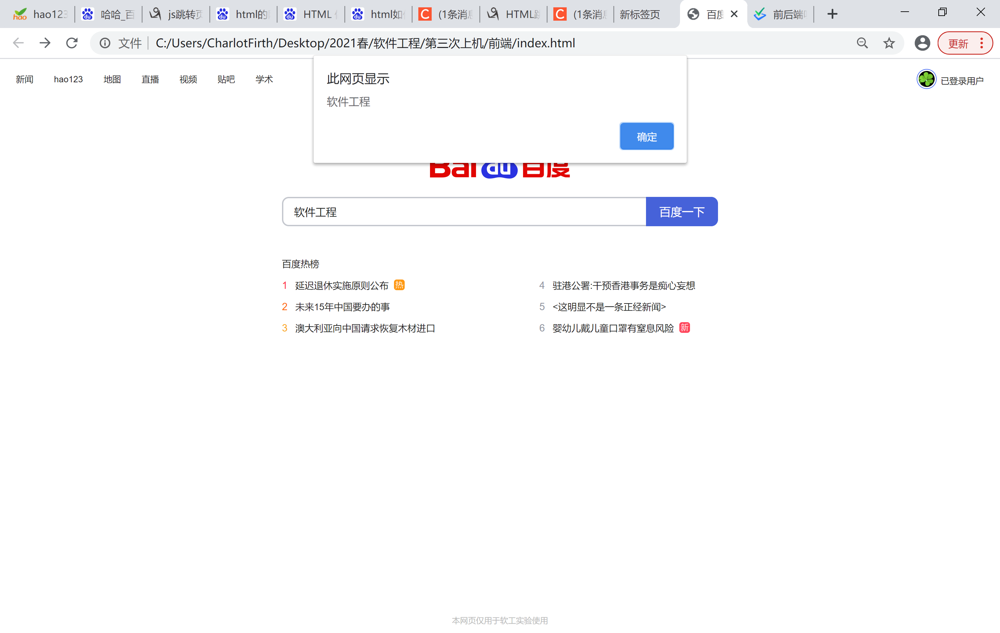 hao123
哈哈_百
js跳转页
html的
HTML
html如
(1条消息
HTML跳
(1条消息
新标签页
百度
前后端
文件
C:/Users/CharlotFirth/Desktop/2021春/软件工程/第三次上机/前端/index.html
更新
新闻 hao123 地图 直播 视频 贴吧 学术
已登录用户
此网页显示
软件工程
确定
Bai du 百度
软件工程
百度一下
百度热榜
1 延迟退休实施原则公布 热
2 未来15年中国要办的事
3 澳大利亚向中国请求恢复木材进口
4 驻港公署:干预香港事务是痴心妄想
5 <这明显不是一条正经新闻>
6 婴幼儿戴儿童口罩有窒息风险 新
本网页仅用于软工实验使用